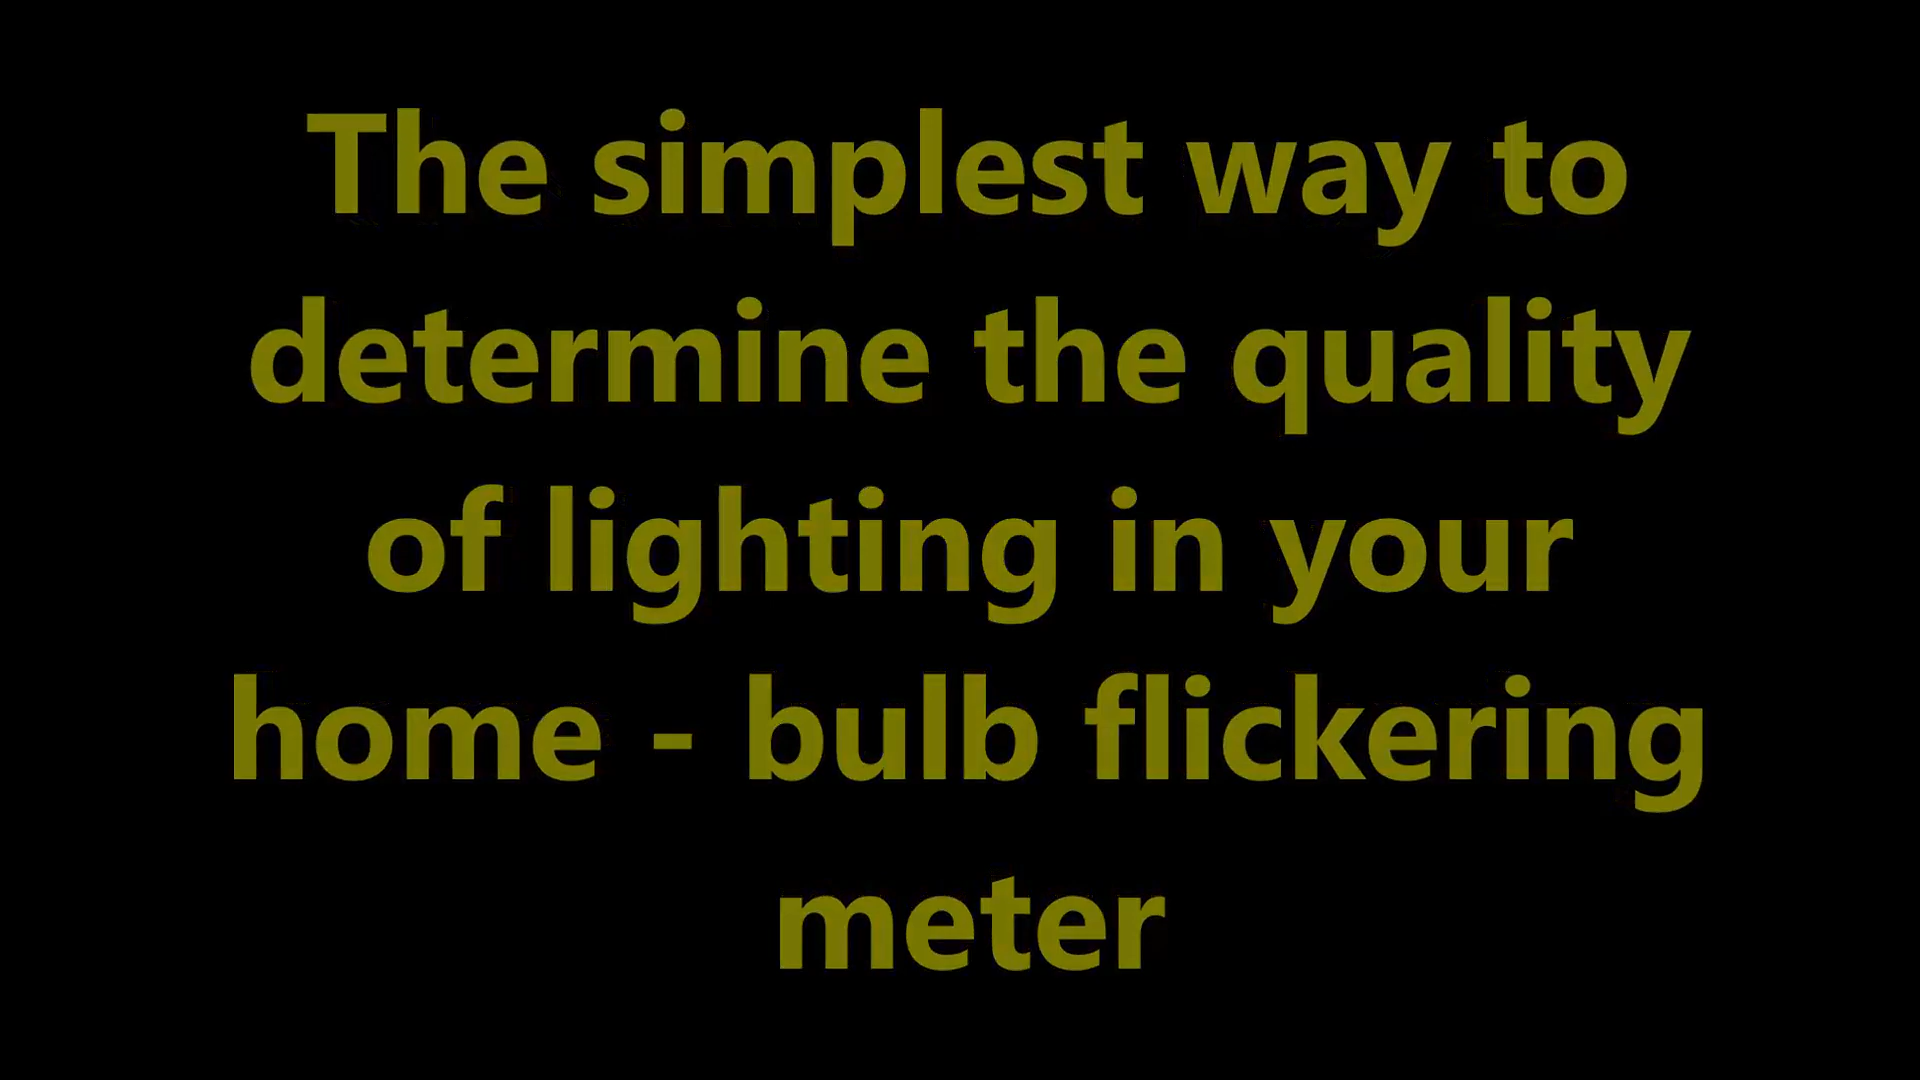 The simplest way to
determine the quality
of lighting in your
home - bulb flickering
meter